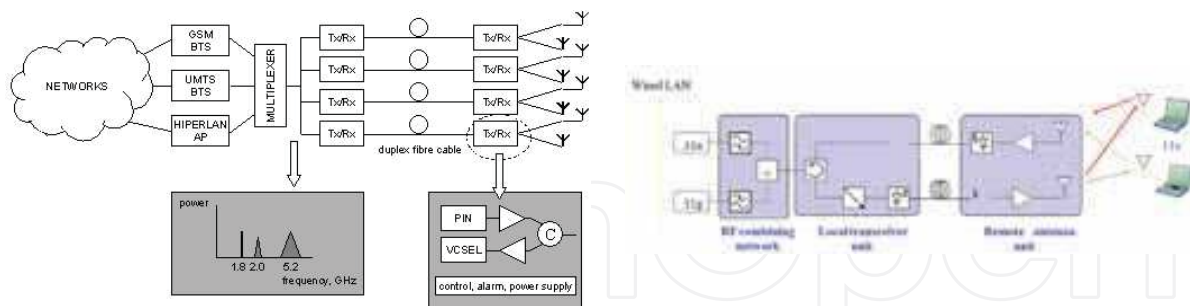 GSM
BTS
UMTS
BTS
HIPERLAN
AP
NETWORKS
MULTIPLEXER
Tx/Rx
Tx/Rx
Tx/Rx
Tx/Rx
Tx/Rx
Tx/Rx
Tx/Rx
Tx/Rx
duplex fibre cable
power
1.8 2.0 5.2
frequency, GHz
PIN
VCSEL
C
control, alarm, power supply
Wired LAN
.11a
.11g
RF combining
network
Local transceiver
unit
Remote antenna
unit